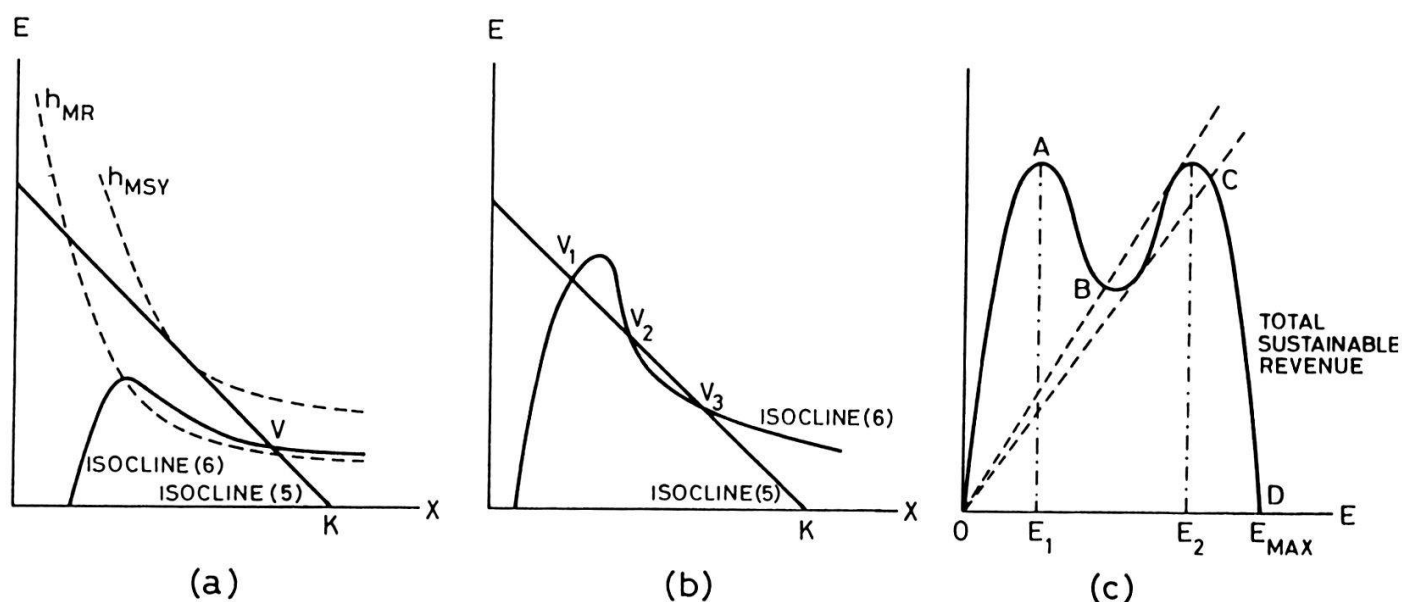 E
h_MR
h_MSY
V
ISOCLINE (6)
ISOCLINE (5)
K
X
(a)
E
V_1
V_2
V_3
ISOCLINE (6)
ISOCLINE (5)
K
X
(b)
A
B
C
TOTAL
SUSTAINABLE
REVENUE
D
O
E_1
E_2
E_MAX
E
(c)